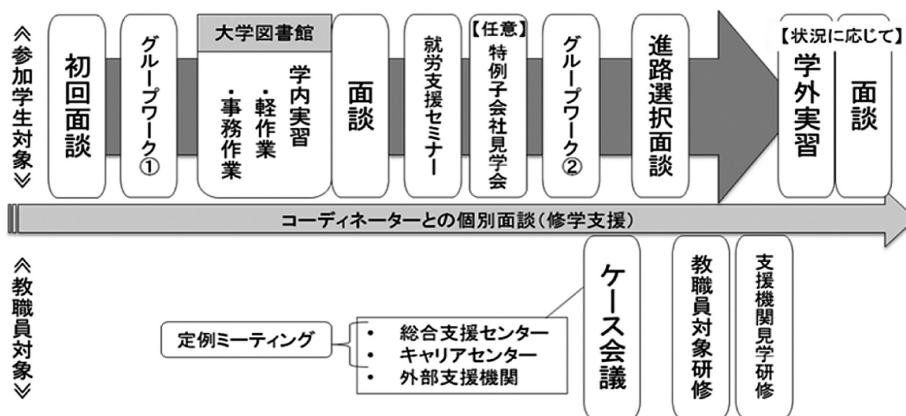 ≪参加学生対象≫
初回面談
グループワーク①
大学図書館
学内実習
・軽作業
・事務作業
面談
就労支援セミナー
【任意】
特例子会社見学会
グループワーク②
進路選択面談
【状況に応じて】
学外実習
面談
コーディネーターとの個別面談(修学支援)
≪教職員対象≫
定例ミーティング
• 総合支援センター
• キャリアセンター
• 外部支援機関
ケース会議
教職員対象研修
支援機関見学研修